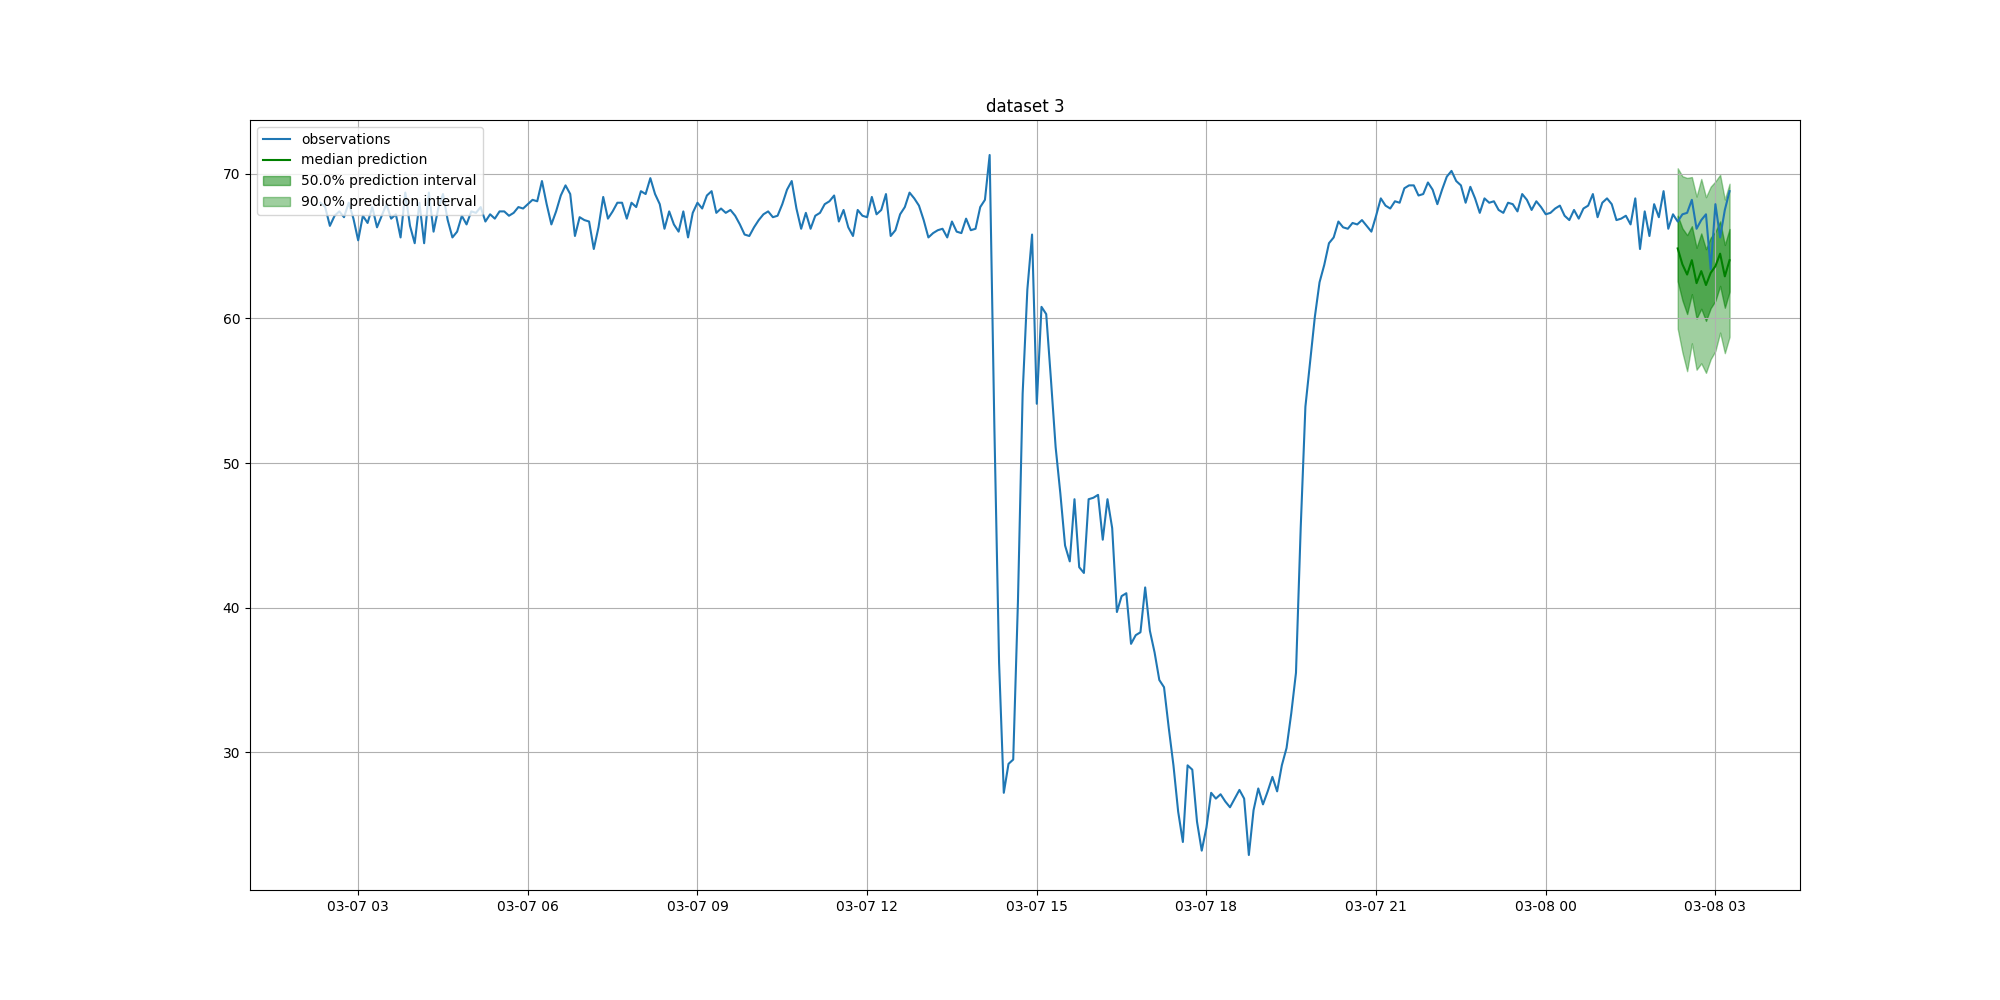 dataset 3
observations
median prediction
50.0% prediction interval
90.0% prediction interval
70
60
50
40
30
03-07 03
03-07 06
03-07 09
03-07 12
03-07 15
03-07 18
03-07 21
03-08 00
03-08 03